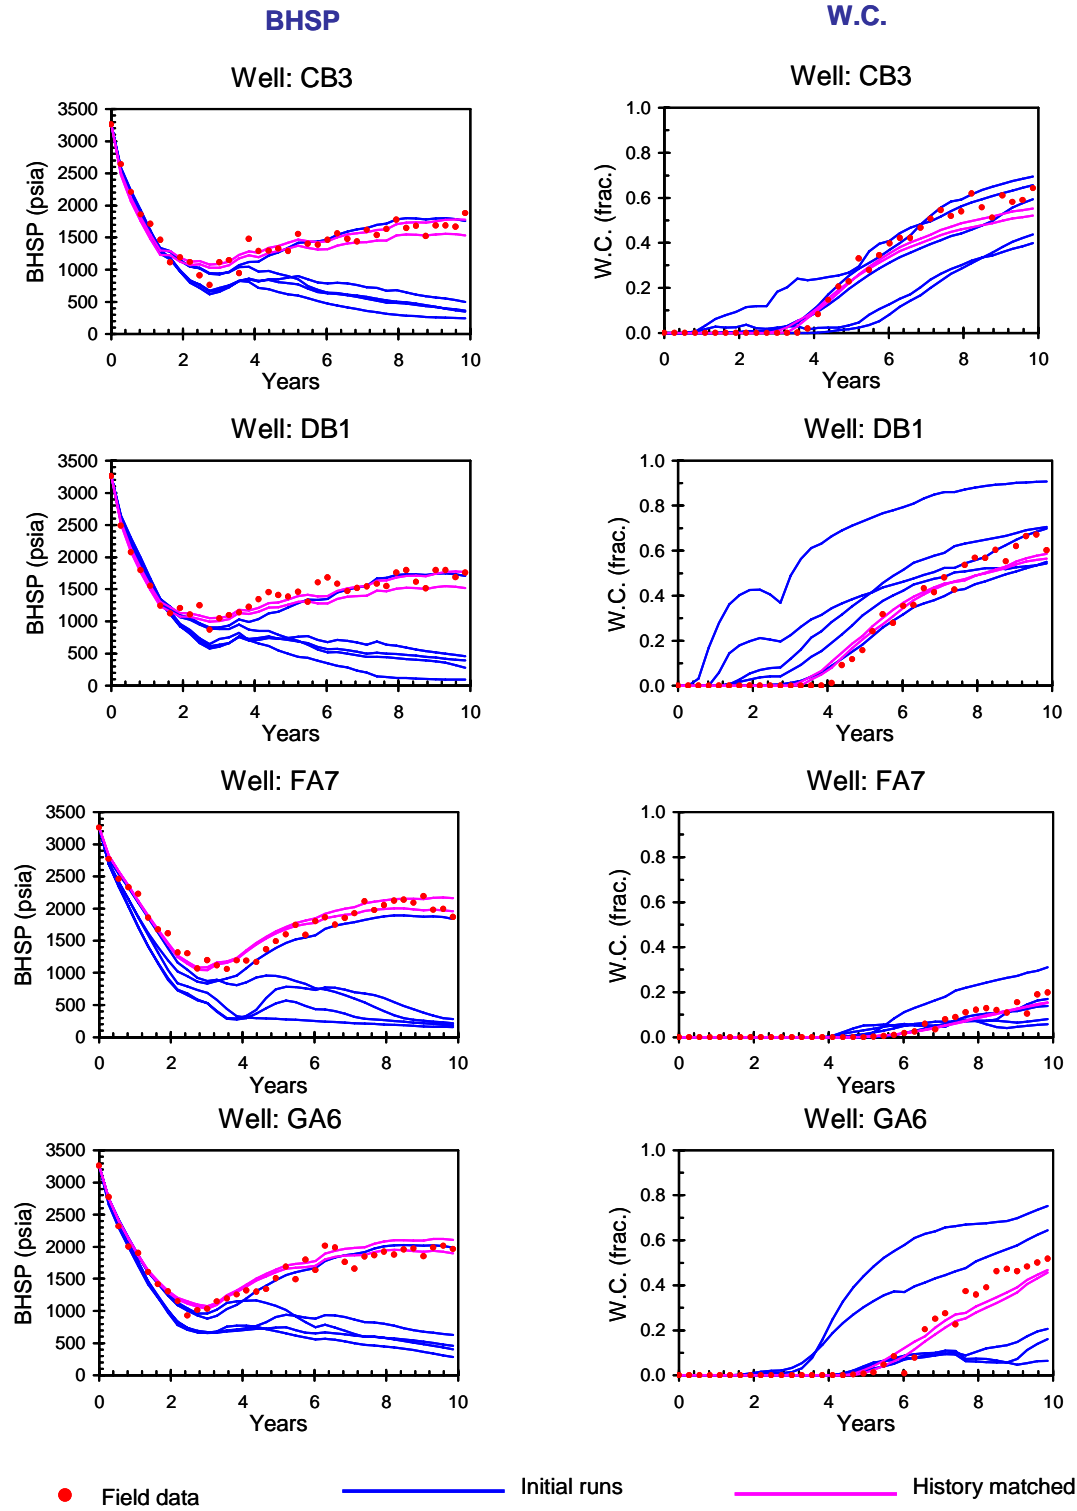 BHSP
W.C.
Well: CB3
3500
3000
2500
2000
1500
1000
500
0
BHSP (psia)
0 2 4 6 8 10
Years
Well: CB3
1.0
0.8
0.6
0.4
0.2
0.0
W.C. (frac.)
0 2 4 6 8 10
Years
Well: DB1
3500
3000
2500
2000
1500
1000
500
0
BHSP (psia)
0 2 4 6 8 10
Years
Well: DB1
1.0
0.8
0.6
0.4
0.2
0.0
W.C. (frac.)
0 2 4 6 8 10
Years
Well: FA7
3500
3000
2500
2000
1500
1000
500
0
BHSP (psia)
0 2 4 6 8 10
Years
Well: FA7
1.0
0.8
0.6
0.4
0.2
0.0
W.C. (frac.)
0 2 4 6 8 10
Years
Well: GA6
3500
3000
2500
2000
1500
1000
500
0
BHSP (psia)
0 2 4 6 8 10
Years
Well: GA6
1.0
0.8
0.6
0.4
0.2
0.0
W.C. (frac.)
0 2 4 6 8 10
Years
Field data
Initial runs
History matched